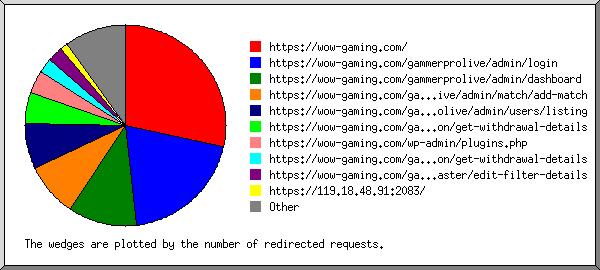 https://wow-gaming.com/
https://wow-gaming.com/gammerprolive/admin/login
https://wow-gaming.com/gammerprolive/admin/dashboard
https://wow-gaming.com/ga...ive/admin/match/add-match
https://wow-gaming.com/ga...olive/admin/users/listing
https://wow-gaming.com/ga...on/get-withdrawal-details
https://wow-gaming.com/wp-admin/plugins.php
https://wow-gaming.com/ga...on/get-withdrawal-details
https://wow-gaming.com/ga...aster/edit-filter-details
https://119.18.48.91:2083/
Other
The wedges are plotted by the number of redirected requests.